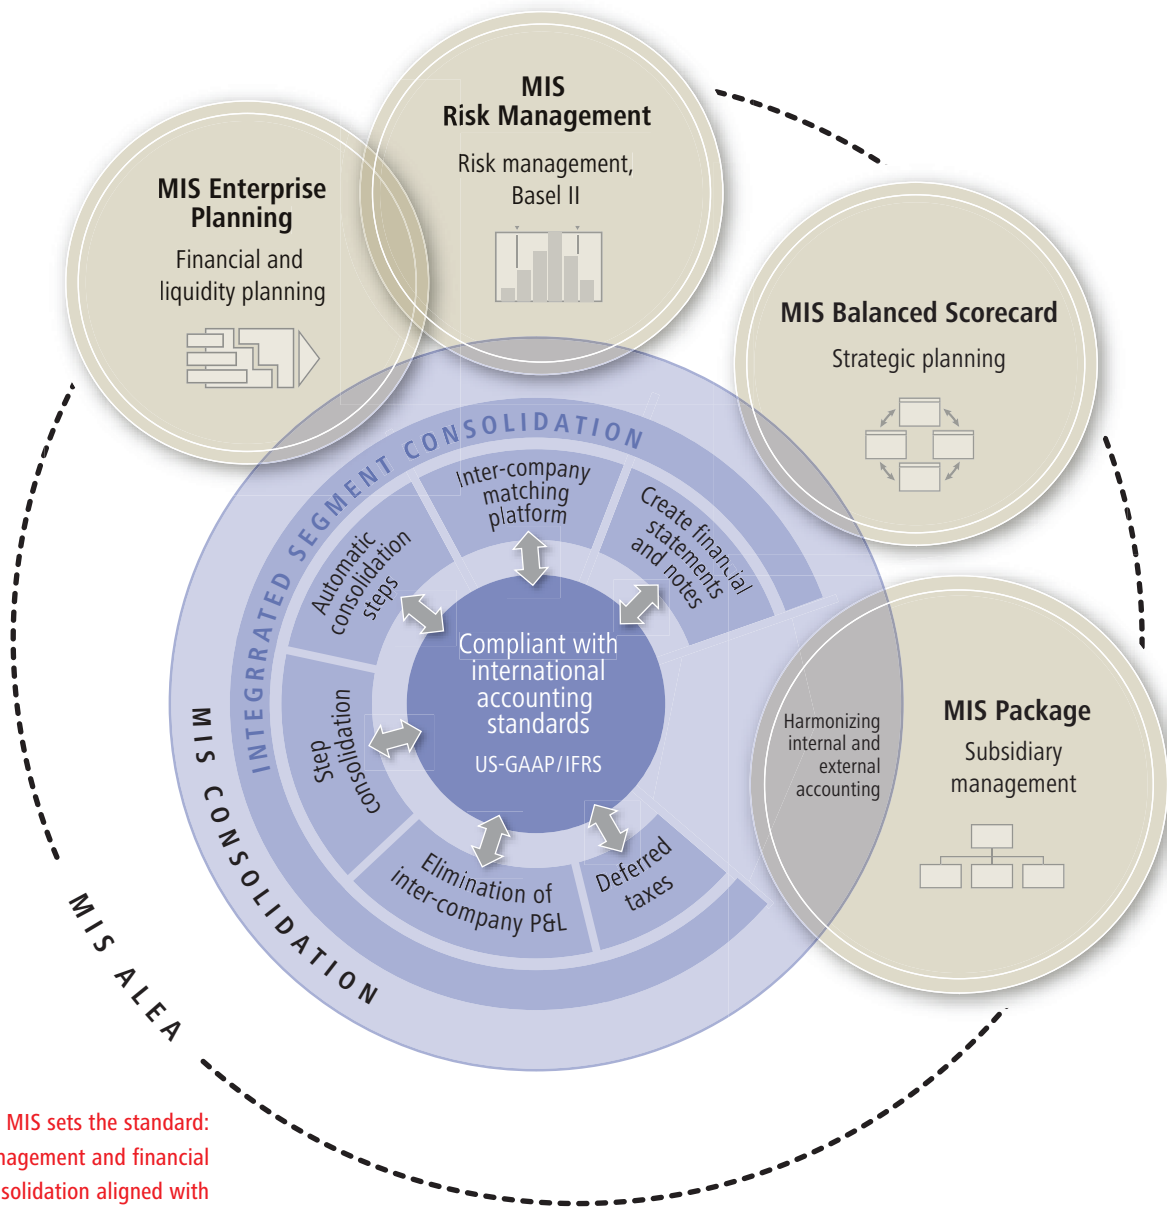 MIS
Risk Management
Risk management,
Basel II
MIS Enterprise
Planning
Financial and
liquidity planning
MIS Balanced Scorecard
Strategic planning
INTEGRRATED SEGMENT CONSOLIDATION
Inter-company
matching
platform
Create financial
statements
and notes
Automatic
consolidation
steps
Compliant with
international
accounting
standards
US-GAAP/IFRS
Step
consolidation
Elimination of
inter-company P&L
Deferred
taxes
Harmonizing
internal and
external
accounting
MIS Package
Subsidiary
management
MIS CONSOLIDATION
MIS ALEA
MIS sets the standard:
nagement and financial
solidation aligned with